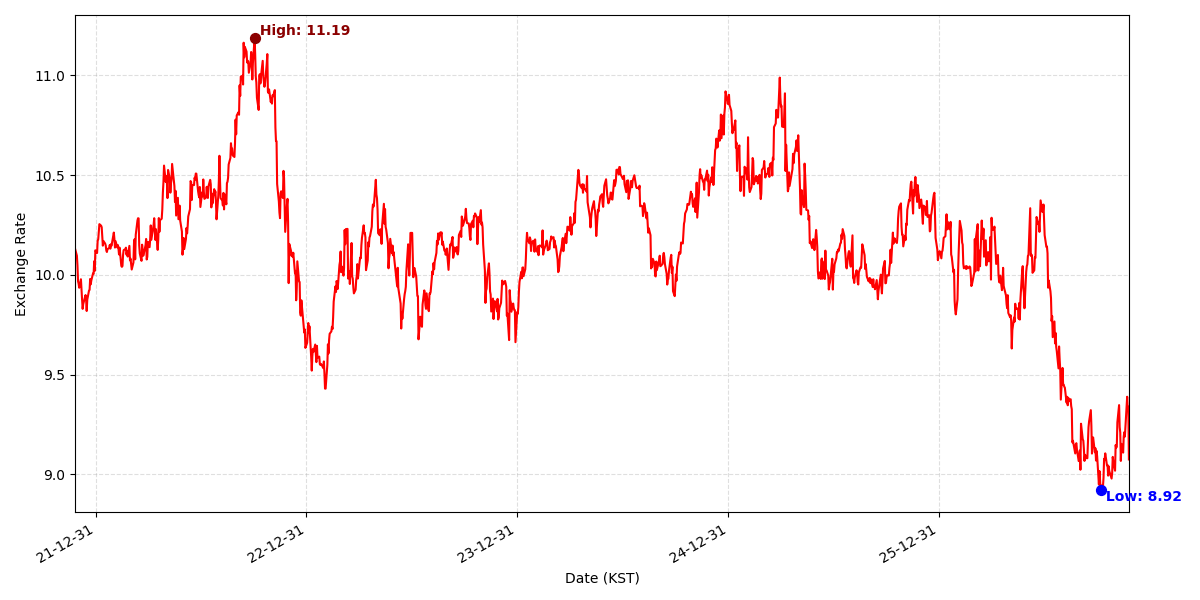 High: 11.19
11.0
10.5
10.0
9.5
9.0
Exchange Rate
Low: 8.92
21-12-31
22-12-31
23-12-31
24-12-31
25-12-31
Date (KST)